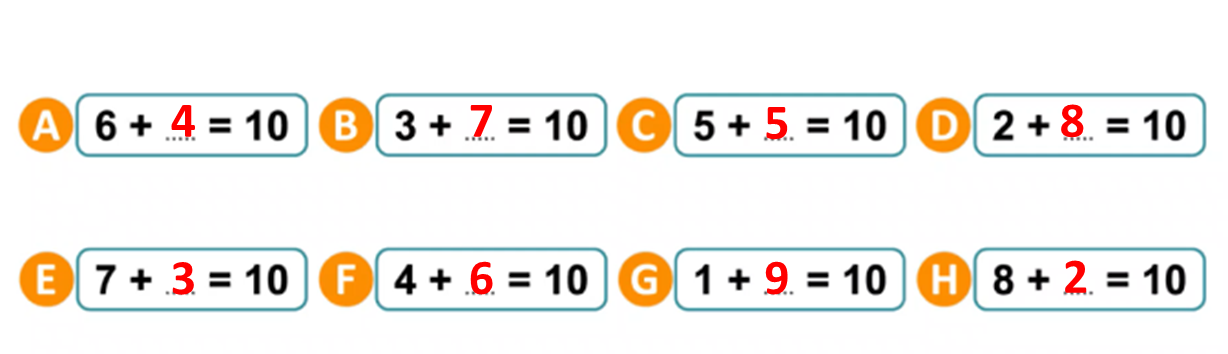 A 6 + 4 = 10 B 3 + 7 = 10 C 5 + 5 = 10 D 2 + 8 = 10
E 7 + 3 = 10 F 4 + 6 = 10 G 1 + 9 = 10 H 8 + 2 = 10